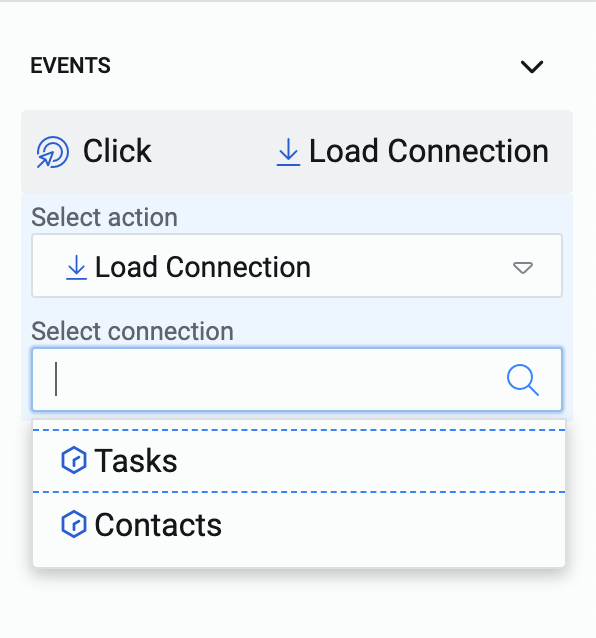 EVENTS
Click Load Connection
Select action
Load Connection
Select connection
Tasks
Contacts